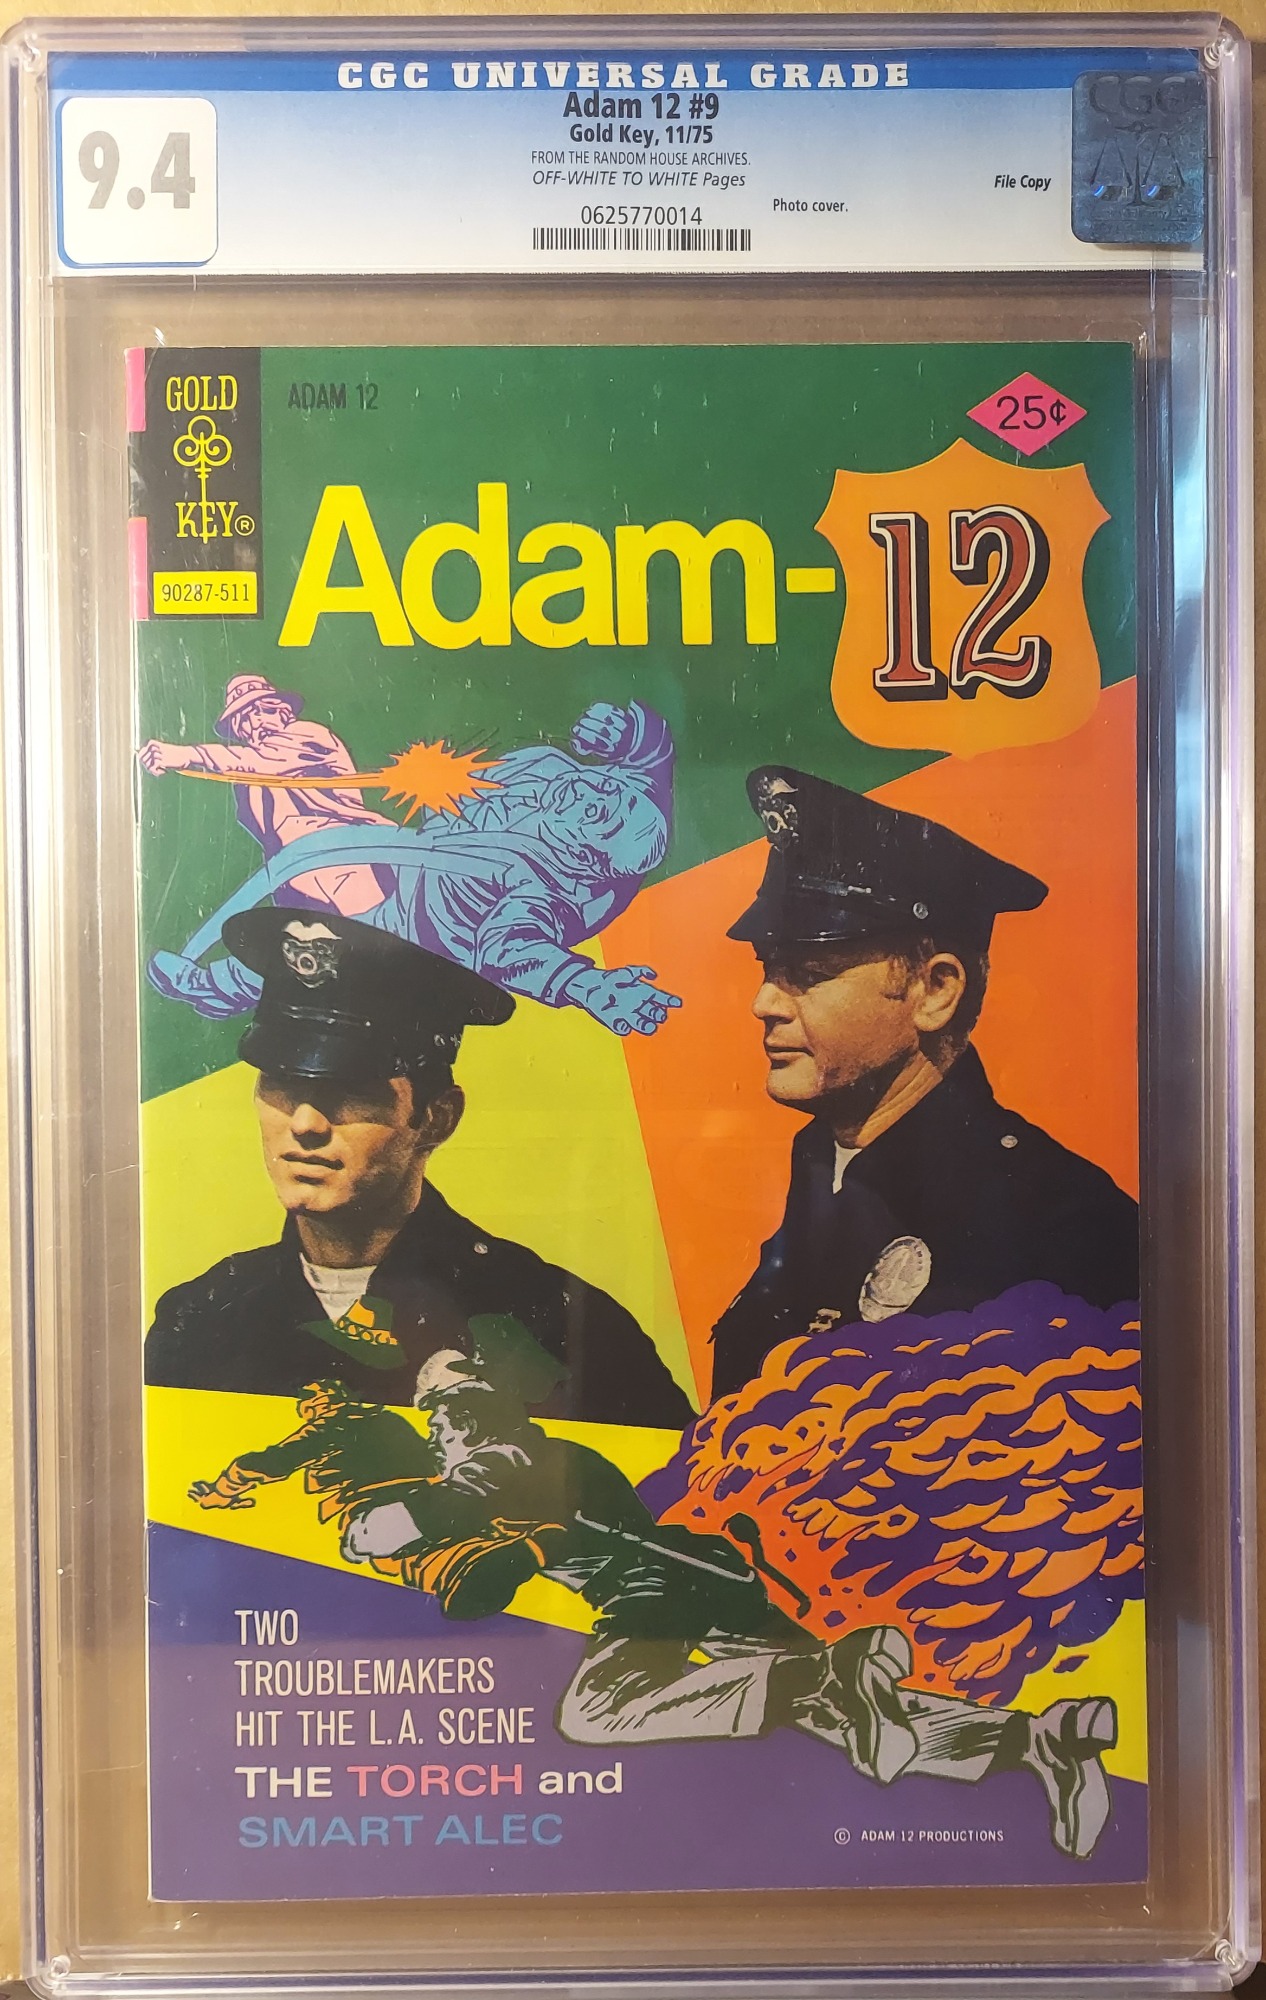 CGC UNIVERSAL GRADE
9.4
Adam 12 #9
Gold Key, 11/75
FROM THE RANDOM HOUSE ARCHIVES.
OFF-WHITE TO WHITE Pages
File Copy
Photo cover.
0625770014
CGC
GOLD
KEY®
90287-511
ADAM 12
25¢
Adam-12
TWO
TROUBLEMAKERS
HIT THE L.A. SCENE
THE TORCH and
SMART ALEC
© ADAM 12 PRODUCTIONS